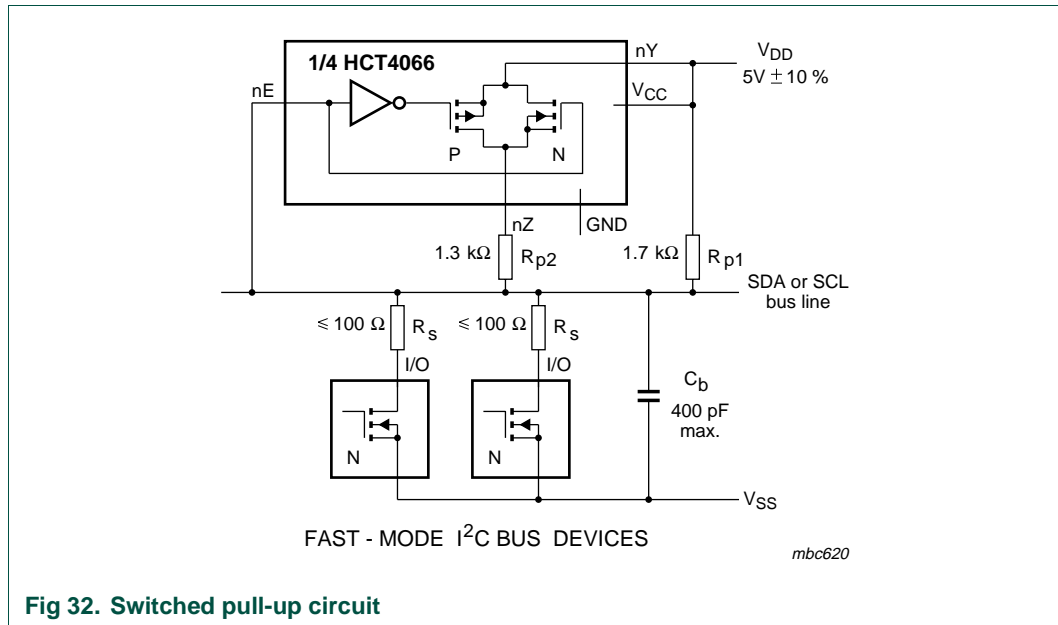 1/4 HCT4066
nY
V_DD
5V ± 10 %
nE
V_CC
P
N
nZ
GND
1.3 kΩ
R_p2
1.7 kΩ
R_p1
SDA or SCL
bus line
≤ 100 Ω
R_s
≤ 100 Ω
R_s
I/O
I/O
C_b
400 pF
max.
N
N
V_SS
FAST - MODE I²C BUS DEVICES
mbc620
Fig 32. Switched pull-up circuit